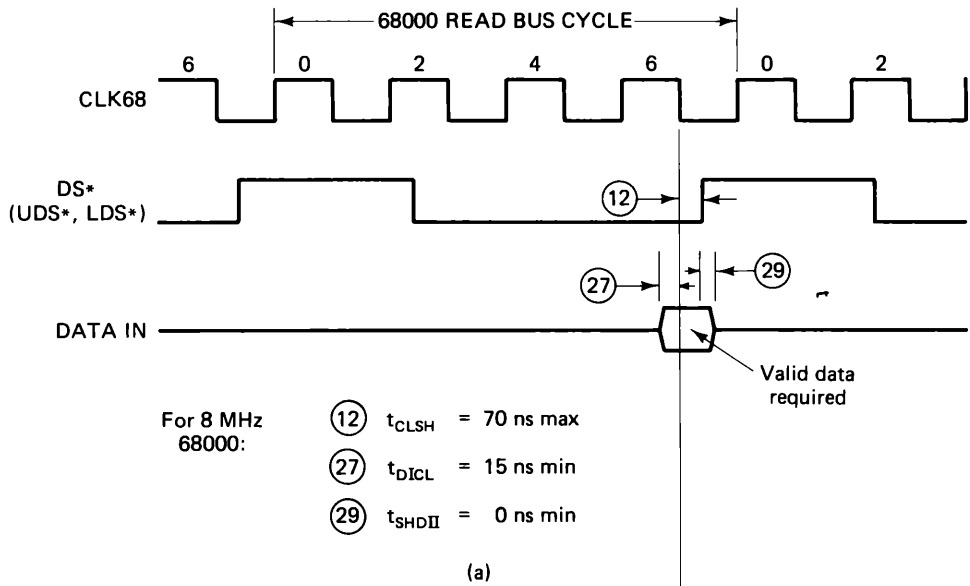 68000 READ BUS CYCLE
6 0 2 4 6 0 2
CLK68
DS*
(UDS*, LDS*)
12
27
29
DATA IN
Valid data
required
For 8 MHz
68000:
12 tCLSH = 70 ns max
27 tDICL = 15 ns min
29 tSHDII = 0 ns min
(a)